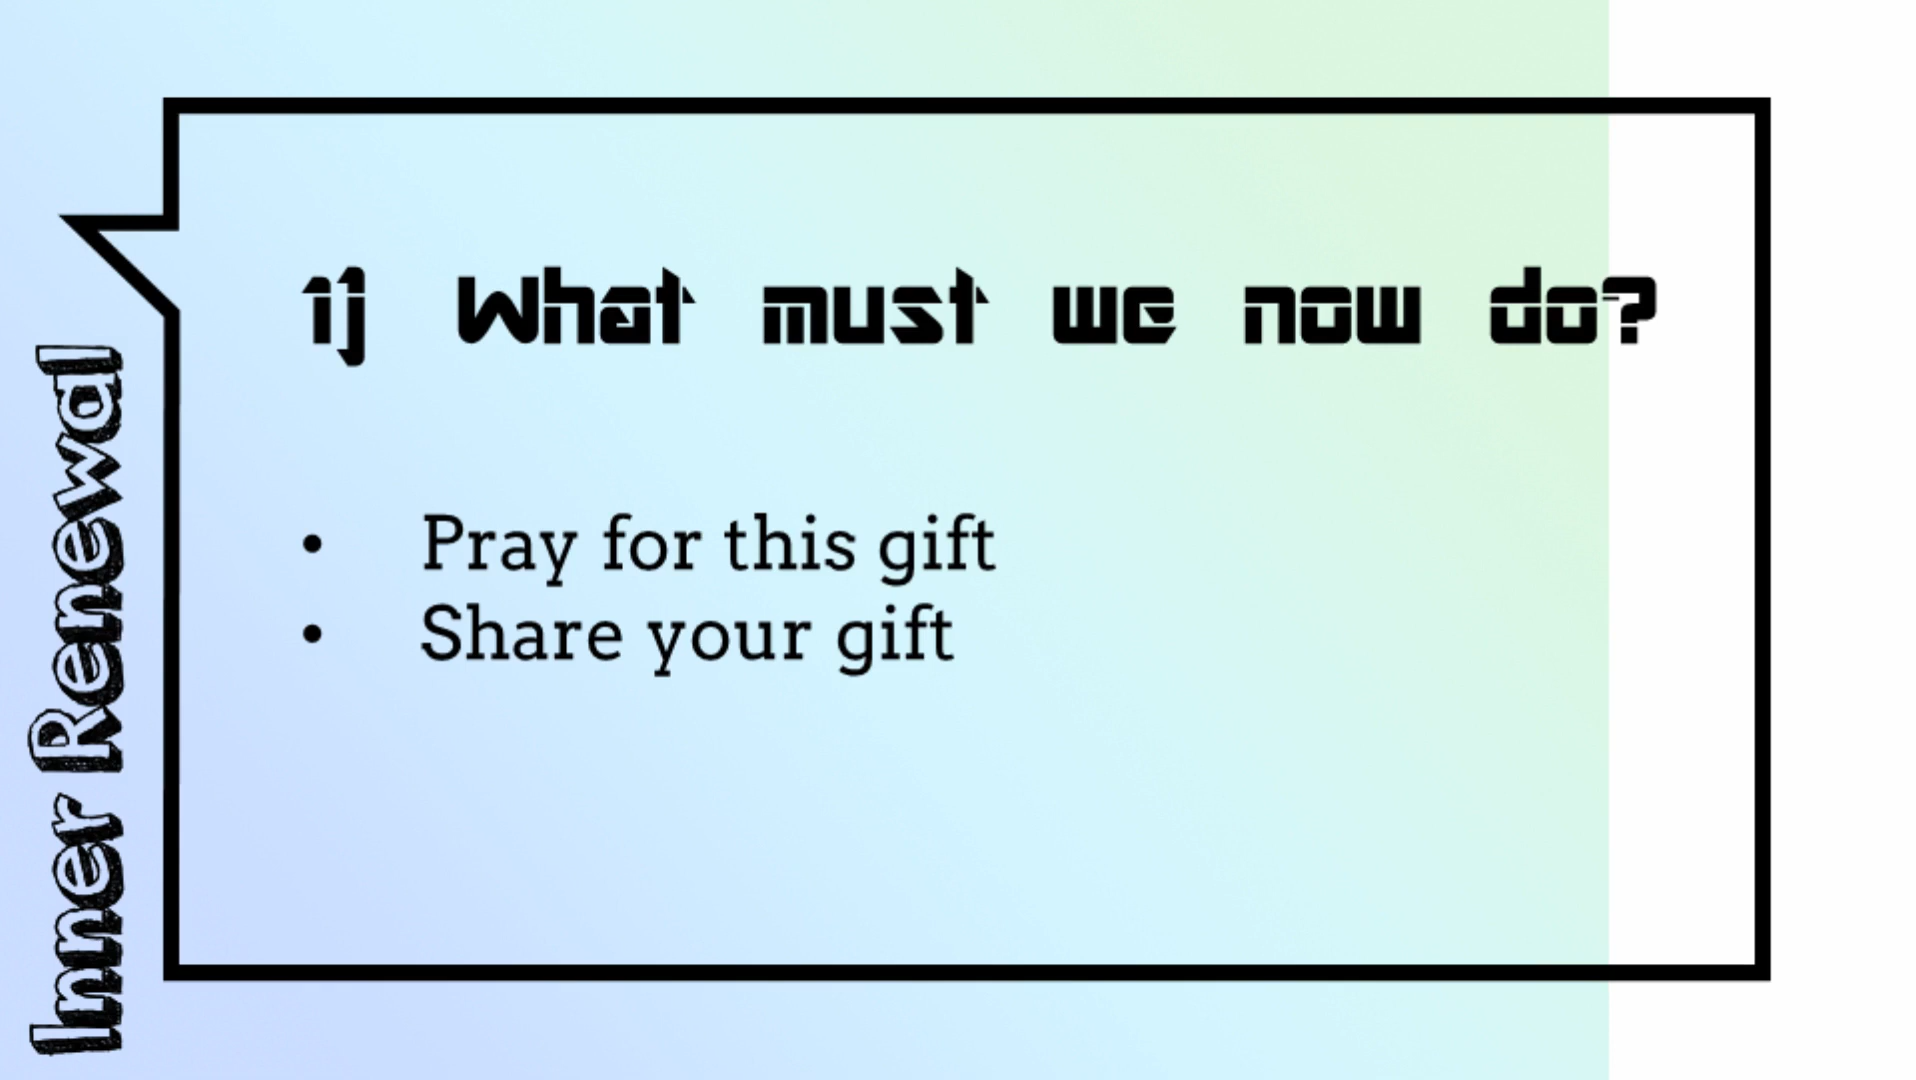 1) What must we now do?
• Pray for this gift
• Share your gift
Inner Renewal